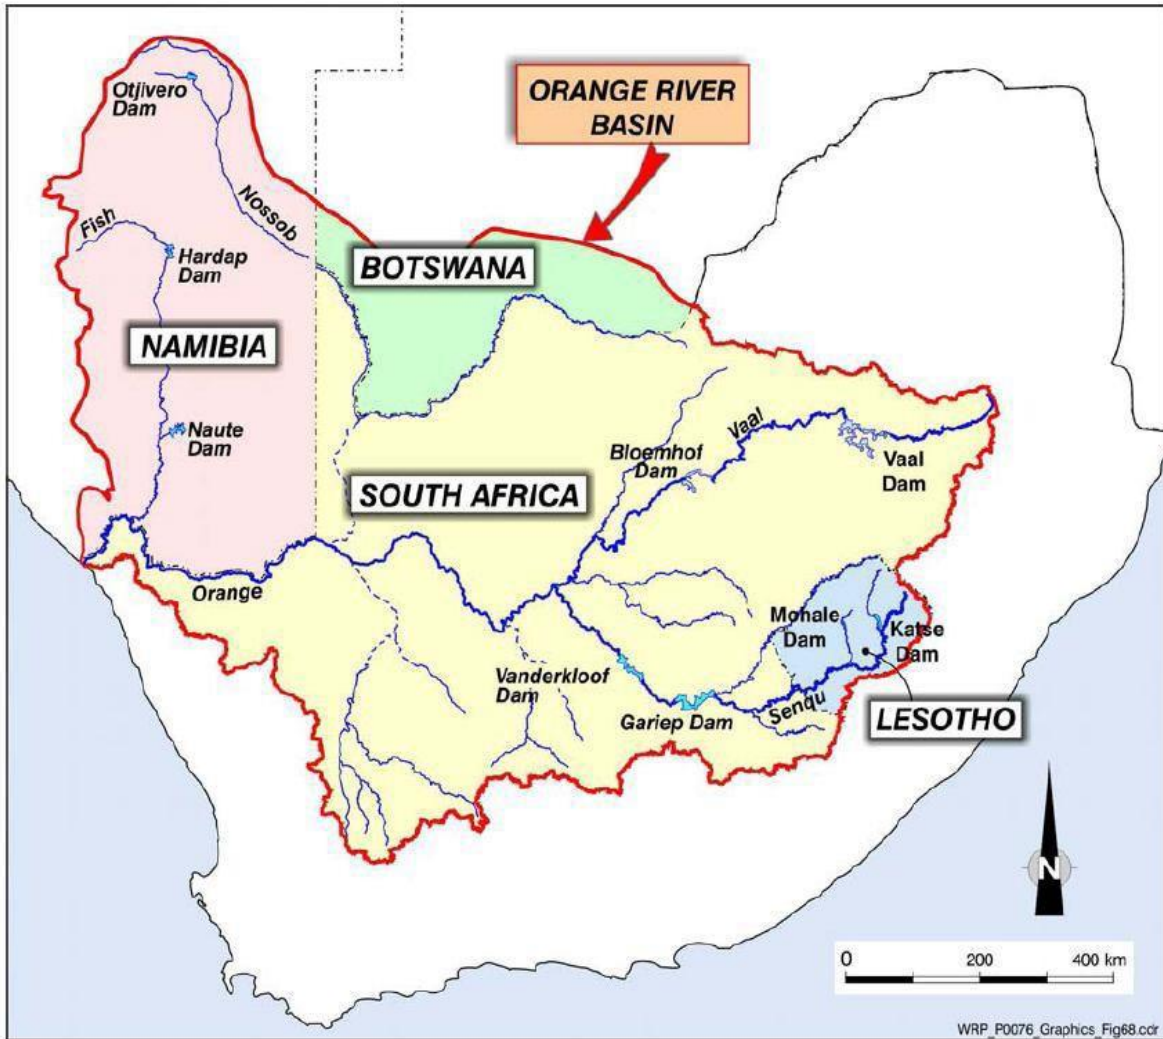 ORANGE RIVER
BASIN
Otjivero
Dam
Nossob
Fish
Hardap
Dam
BOTSWANA
NAMIBIA
Naute
Dam
Vaal
Bloemhof
Dam
Vaal
Dam
SOUTH AFRICA
Orange
Mohale
Dam
Katse
Dam
Vanderkloof
Dam
Senqu
Gariep Dam
LESOTHO
N
0 200 400 km
WRP_P0076_Graphics_Fig68.cdr